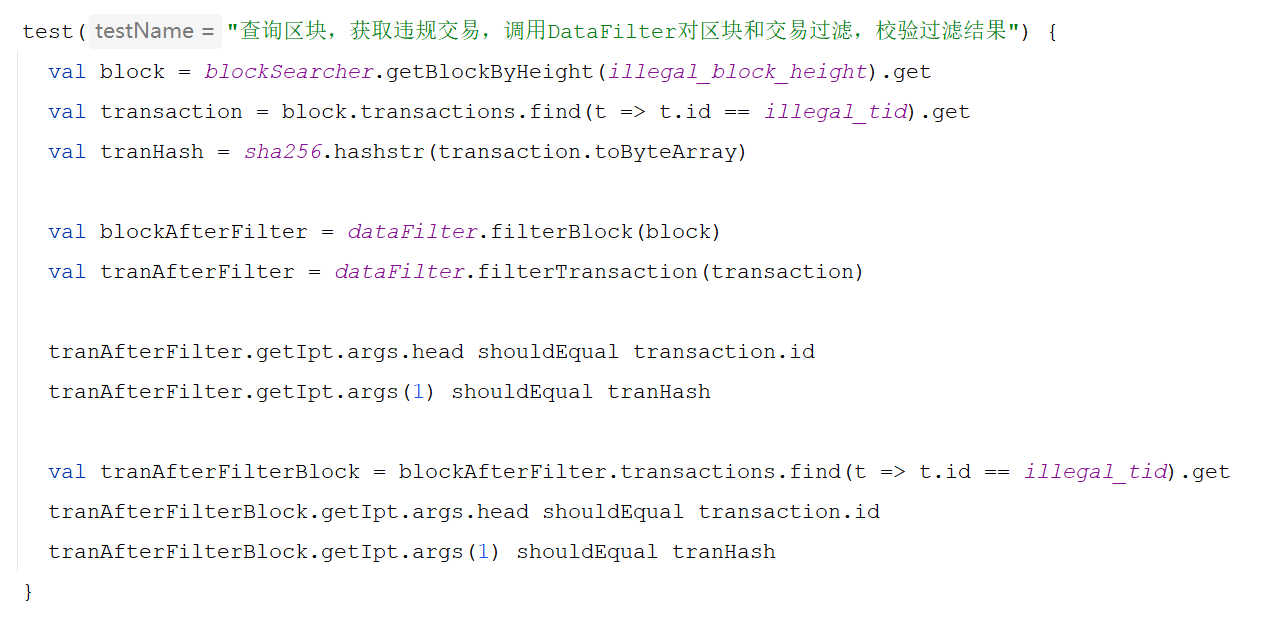 test( testName = "查询区块，获取违规交易，调用DataFilter对区块和交易过滤，校验过滤结果") {
val block = blockSearcher.getBlockByHeight(illegal_block_height).get
val transaction = block.transactions.find(t => t.id == illegal_tid).get
val tranHash = sha256.hashstr(transaction.toByteArray)
val blockAfterFilter = dataFilter.filterBlock(block)
val tranAfterFilter = dataFilter.filterTransaction(transaction)
tranAfterFilter.getIpt.args.head shouldEqual transaction.id
tranAfterFilter.getIpt.args(1) shouldEqual tranHash
val tranAfterFilterBlock = blockAfterFilter.transactions.find(t => t.id == illegal_tid).get
tranAfterFilterBlock.getIpt.args.head shouldEqual transaction.id
tranAfterFilterBlock.getIpt.args(1) shouldEqual tranHash
}